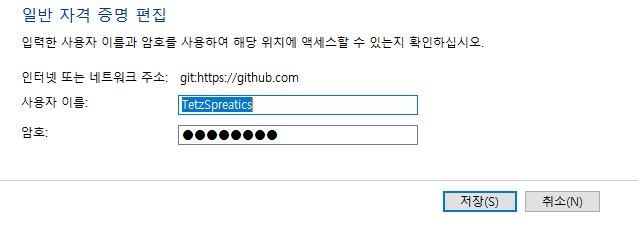 일반 자격 증명 편집
입력한 사용자 이름과 암호를 사용하여 해당 위치에 액세스할 수 있는지 확인하십시오.
인터넷 또는 네트워크 주소: git:https://github.com
사용자 이름: TetzSpreatics
암호: ●●●●●●●●
저장(S) 취소(N)